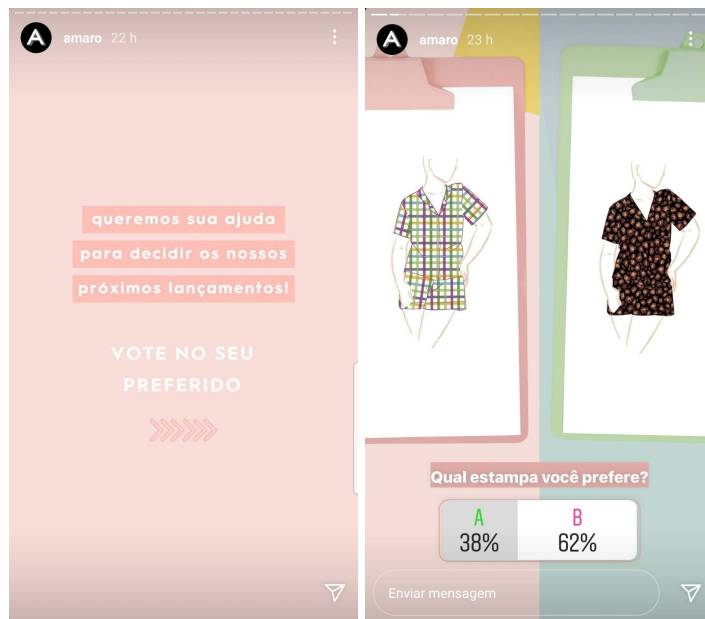 A amaro 22 h
queremos sua ajuda
para decidir os nossos
próximos lançamentos!
VOTE NO SEU
PREFERIDO
A amaro 23 h
Qual estampa você prefere?
A B
38% 62%
Enviar mensagem